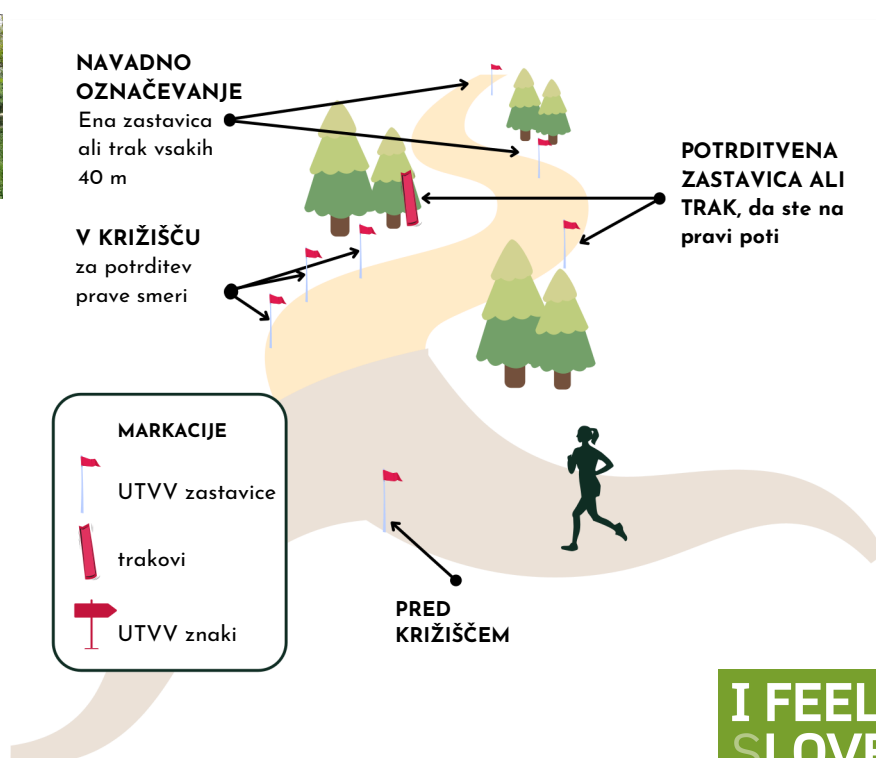 NAVADNO
OZNAČEVANJE
Ena zastavica
ali trak vsakih
40 m
POTRDITVENA
ZASTAVICA ALI
TRAK, da ste na
pravi poti
V KRIŽIŠČU
za potrditev
prave smeri
MARKACIJE
UTVV zastavice
trakovi
UTVV znaki
PRED
KRIŽIŠČEM
I FEEL
SLOVE